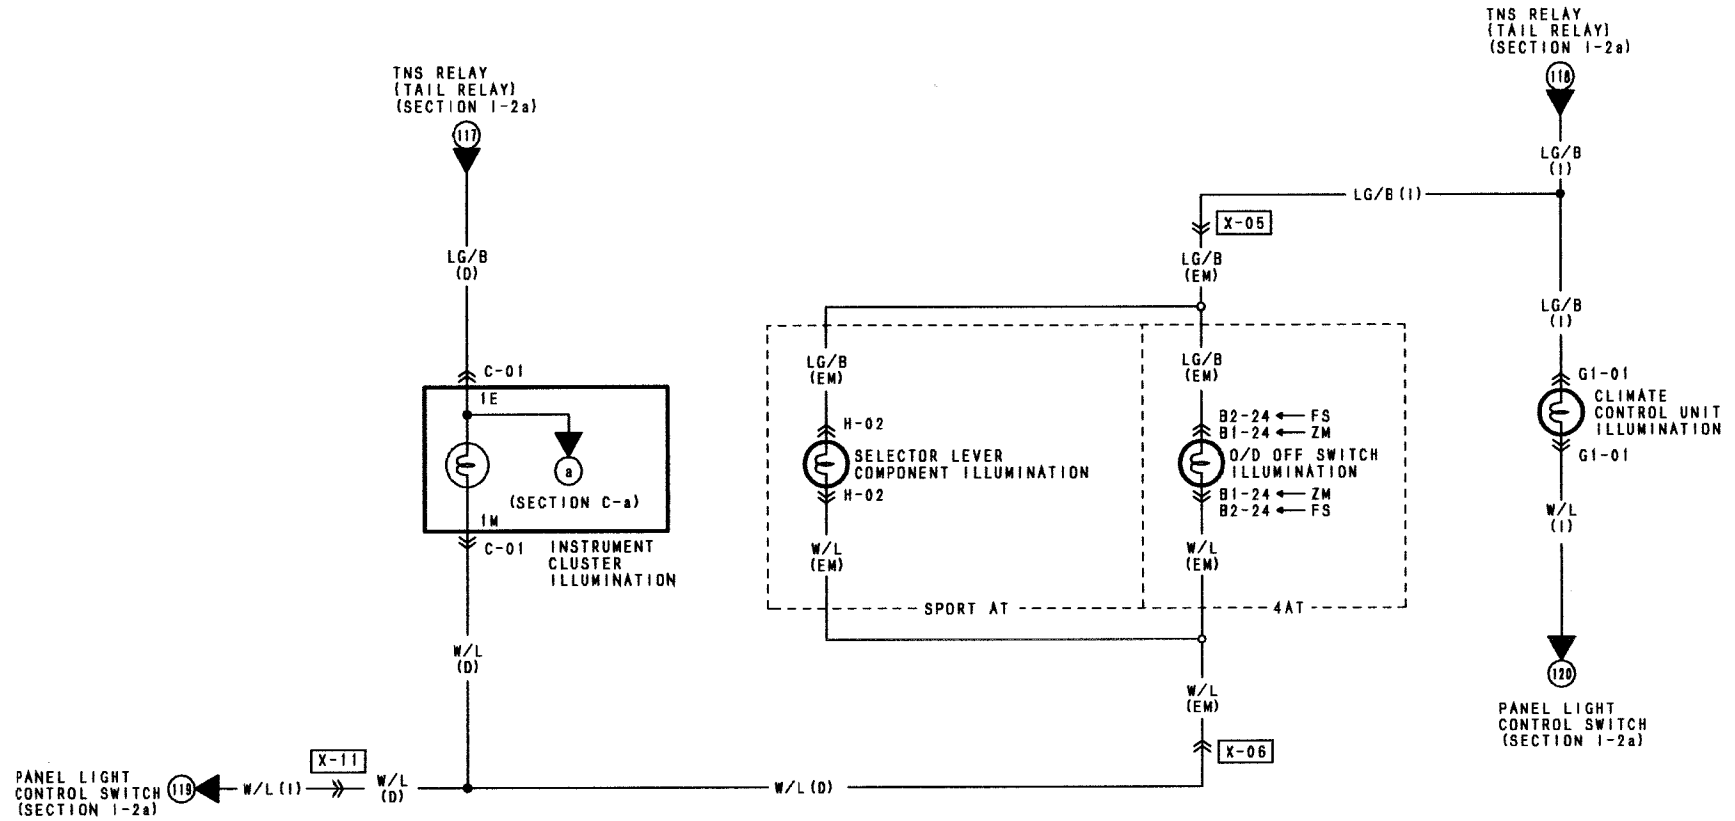 TNS RELAY
(TAIL RELAY)
(SECTION I-2a)
117
LG/B
(D)
C-01
1E
a
(SECTION C-a)
1M
C-01
INSTRUMENT
CLUSTER
ILLUMINATION
W/L
(D)
PANEL LIGHT
CONTROL SWITCH
(SECTION I-2a)
119
W/L(I)
X-11
W/L
(D)
W/L(D)
TNS RELAY
(TAIL RELAY)
(SECTION I-2a)
118
LG/B
(I)
LG/B(I)
X-05
LG/B
(EM)
LG/B
(EM)
H-02
SELECTOR LEVER
COMPONENT ILLUMINATION
H-02
W/L
(EM)
SPORT AT
LG/B
(EM)
B2-24 FS
B1-24 ZM
O/D OFF SWITCH
ILLUMINATION
B1-24 ZM
B2-24 FS
W/L
(EM)
4AT
W/L
(EM)
X-06
LG/B
(I)
G1-01
CLIMATE
CONTROL UNIT
ILLUMINATION
G1-01
W/L
(I)
120
PANEL LIGHT
CONTROL SWITCH
(SECTION I-2a)